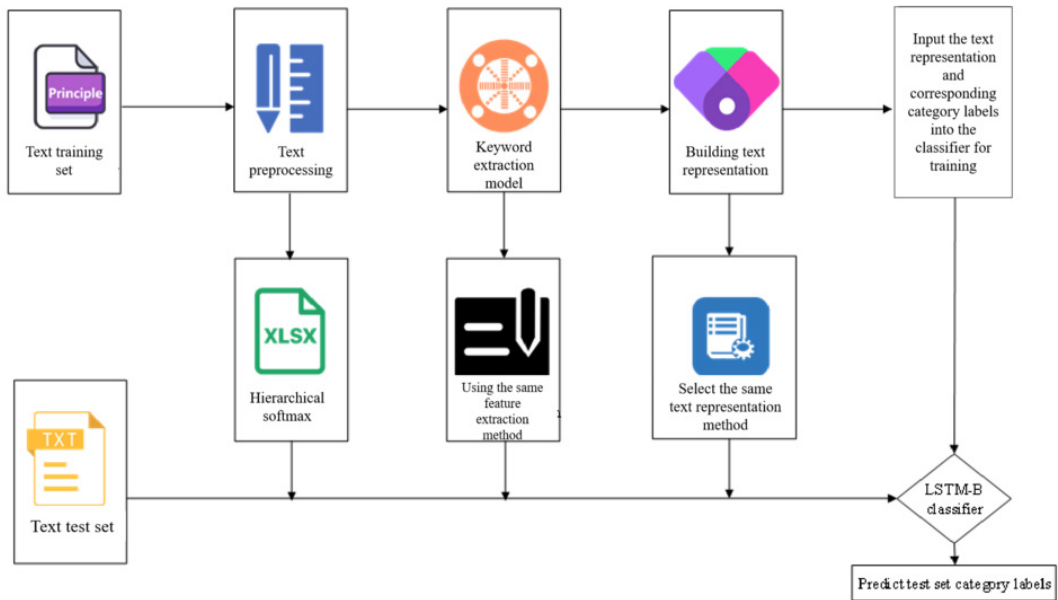 Principle
Text training
set
Text
preprocessing
Keyword
extraction
model
Building text
representation
Input the text
representation
and
corresponding
category labels
into the
classifier for
training
XLSX
Hierarchical
softmax
Using the same
feature
extraction
method
1
Select the same
text representation
method
TXT
Text test set
LSTM-B
classifier
Predict test set category labels